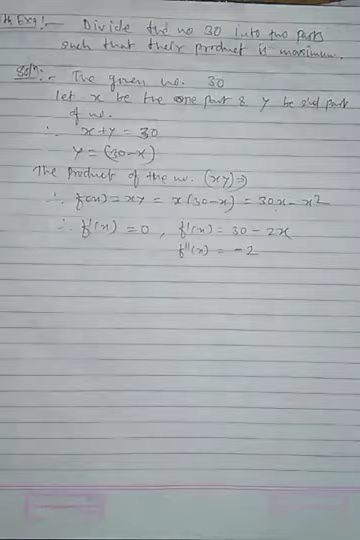 Exg!- Divide the no 30 into two parts
such that their product is maximum.
Solⁿ:- The given no. 30
let x be the one part & y be 2nd part
of no.
∴ x+y = 30
y = (30-x)
The Product of the no. (xy) ⇒
∴ f(x) = xy = x(30-x) = 30x - x²
∴ f'(x) = 0, f'(x) = 30 - 2x
f"(x) = -2